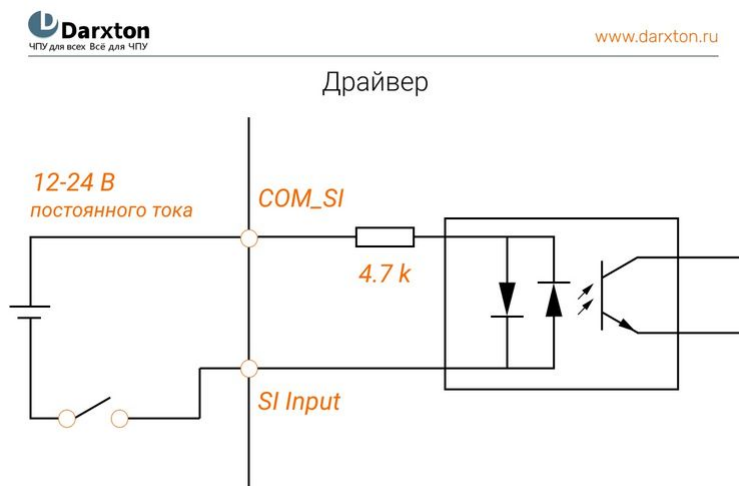 Darxton
ЧПУ для всех Всё для ЧПУ
www.darxton.ru
Драйвер
12-24 В
постоянного тока
COM_SI
4.7 k
SI Input